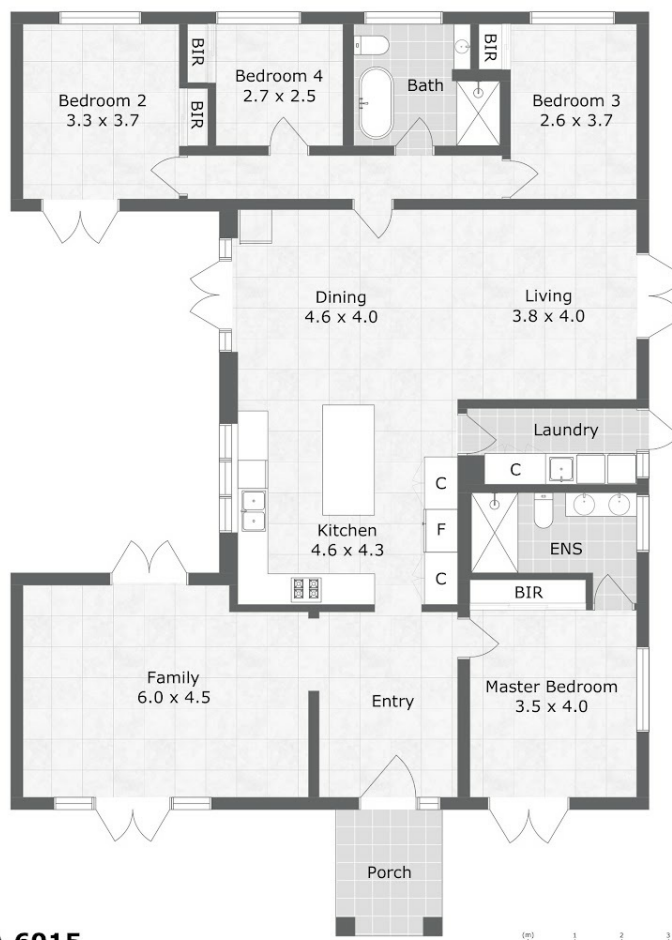 Bedroom 2
3.3 x 3.7
BIR
BIR
Bedroom 4
2.7 x 2.5
Bath
BIR
Bedroom 3
2.6 x 3.7
Dining
4.6 x 4.0
Living
3.8 x 4.0
Laundry
C
C
F
C
Kitchen
4.6 x 4.3
ENS
BIR
Family
6.0 x 4.5
Entry
Master Bedroom
3.5 x 4.0
Porch
(m)
1
2
3